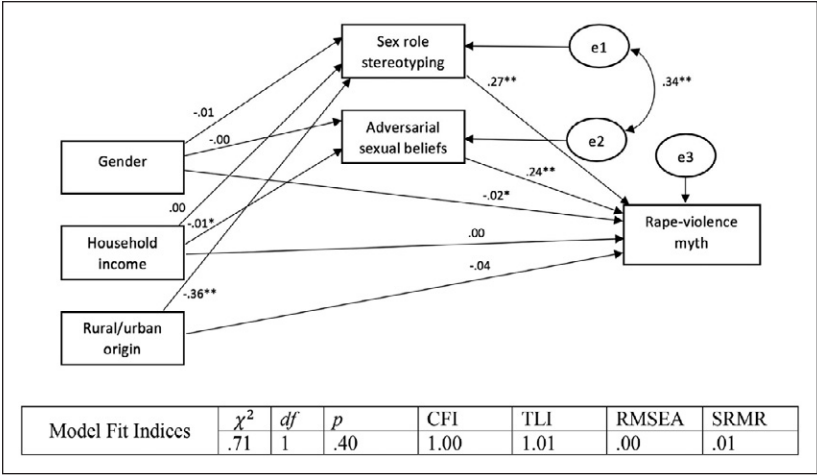 Sex role
stereotyping
e1
.27**
.34**
-.01
Adversarial
sexual beliefs
e2
-.00
Gender
e3
.24**
-.02*
.00
-.01*
Rape-violence
myth
Household
income
.00
-.04
-.36**
Rural/urban
origin
Model Fit Indices
χ² df p CFI TLI RMSEA SRMR
.71 1 .40 1.00 1.01 .00 .01